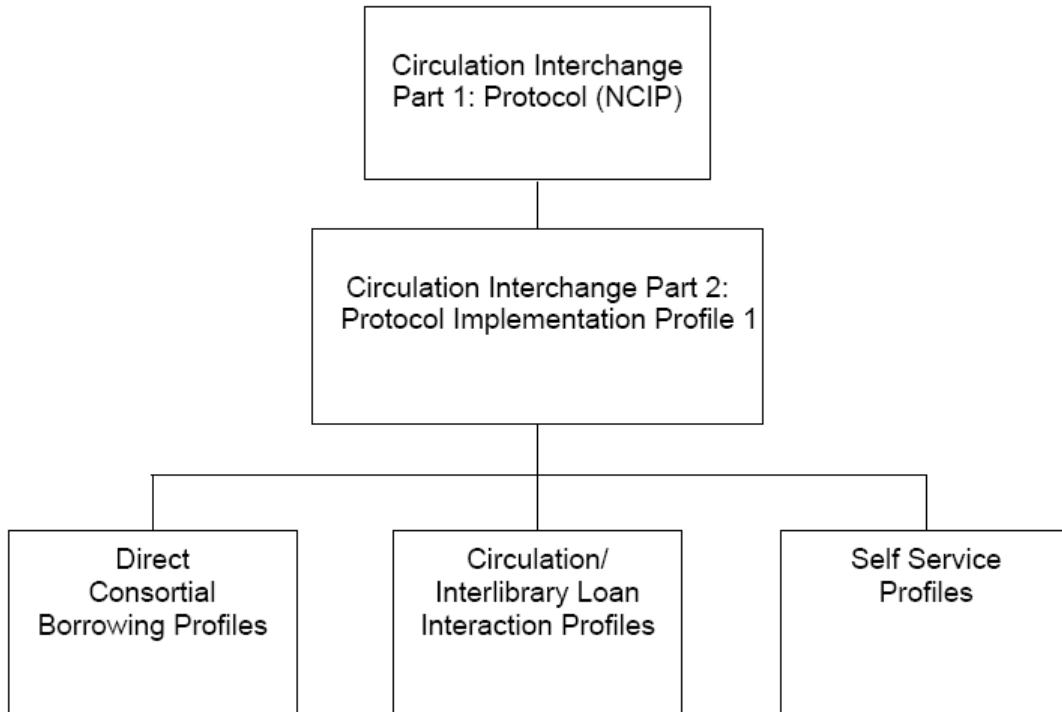 Circulation Interchange
Part 1: Protocol (NCIP)
Circulation Interchange Part 2:
Protocol Implementation Profile 1
Direct
Consortial
Borrowing Profiles
Circulation/
Interlibrary Loan
Interaction Profiles
Self Service
Profiles